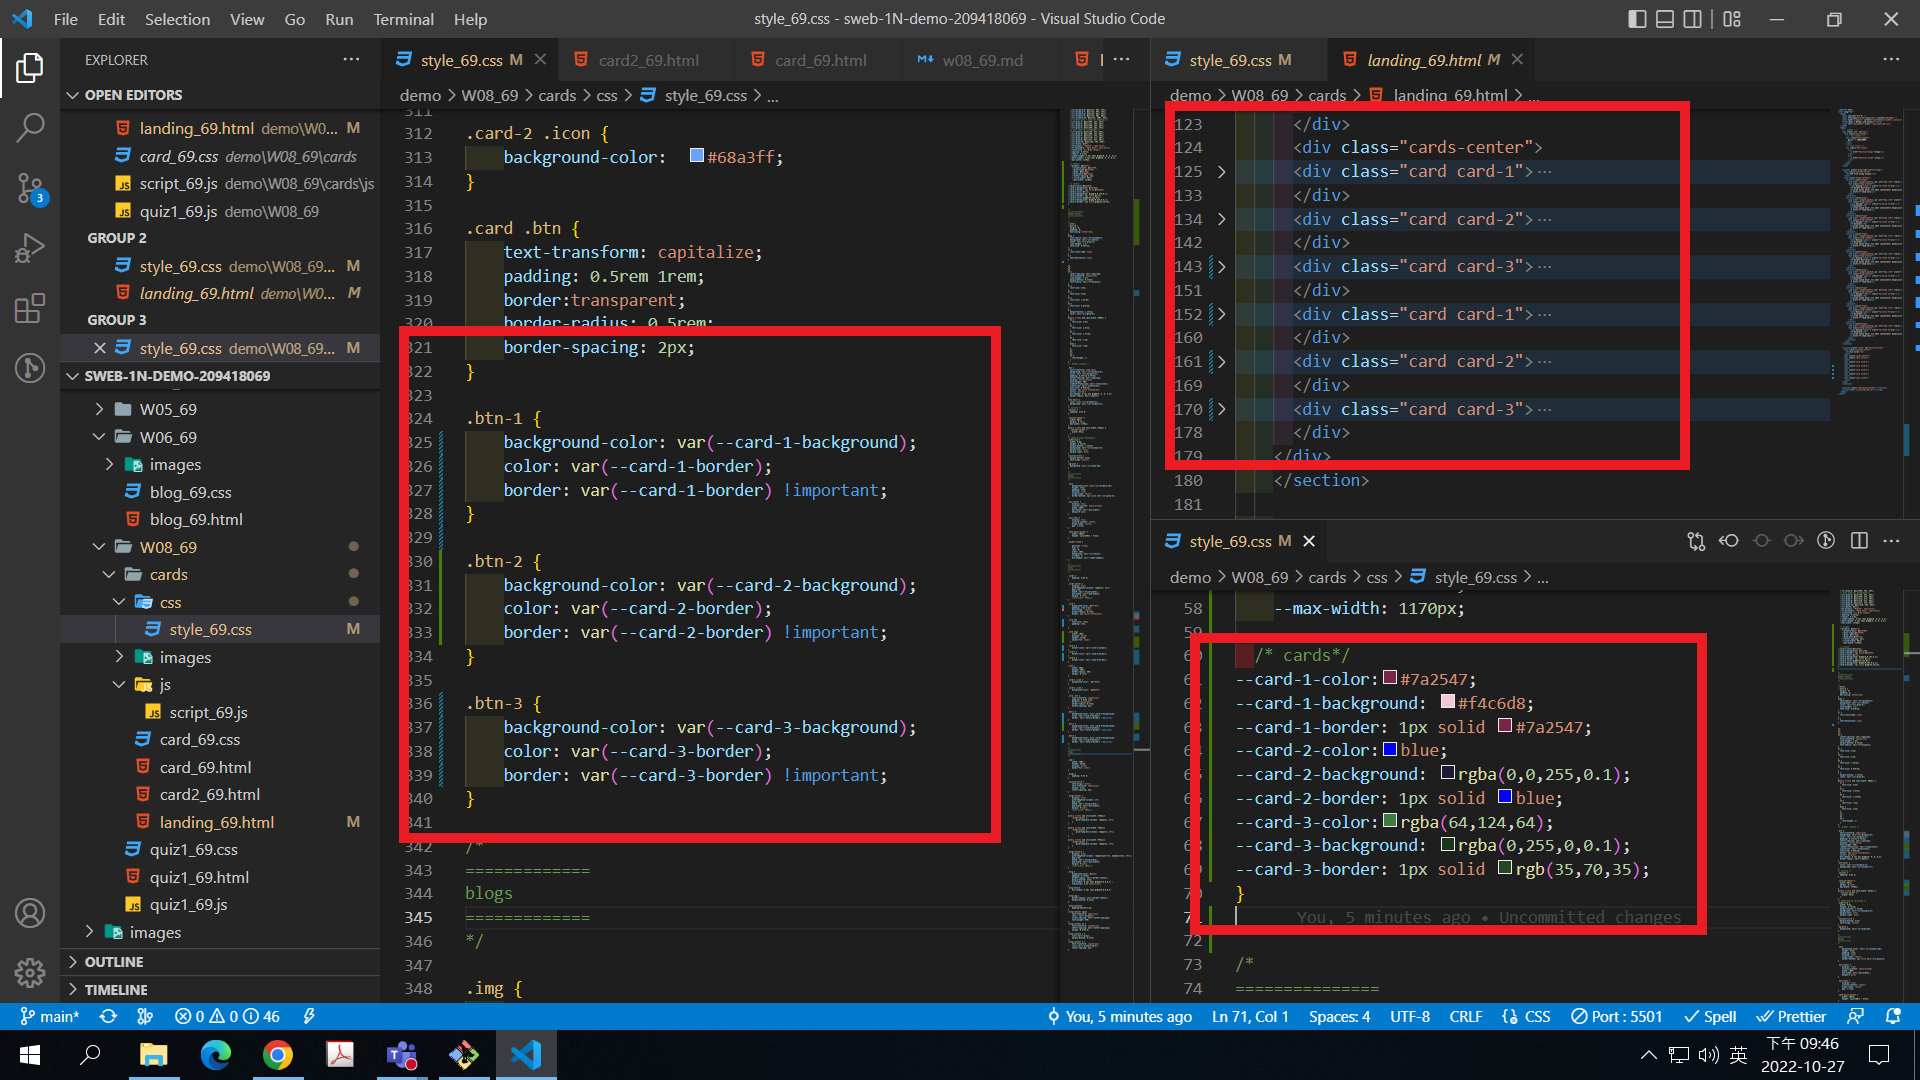 File Edit Selection View Go Run Terminal Help
style_69.css - sweb-1N-demo-209418069 - Visual Studio Code
EXPLORER
OPEN EDITORS
landing_69.html demo\W0... M
card_69.css demo\W08_69\cards
script_69.js demo\W08_69\cards\js
quiz1_69.js demo\W08_69
GROUP 2
style_69.css demo\W08_69... M
landing_69.html demo\W0... M
GROUP 3
style_69.css demo\W08_69... M
SWEB-1N-DEMO-209418069
W05_69
W06_69
images
blog_69.css
blog_69.html
W08_69
cards
css
style_69.css M
images
js
script_69.js
card_69.css
card_69.html
card2_69.html
landing_69.html M
quiz1_69.css
quiz1_69.html
quiz1_69.js
images
OUTLINE
TIMELINE
3
style_69.css M card2_69.html card_69.html w08_69.md
demo > W08_69 > cards > css > style_69.css > ...
311
312 .card-2 .icon {
313 background-color: #68a3ff;
314 }
315
316 .card .btn {
317 text-transform: capitalize;
318 padding: 0.5rem 1rem;
319 border:transparent;
320 border-radius: 0.5rem;
321 border-spacing: 2px;
322 }
323
324 .btn-1 {
325 background-color: var(--card-1-background);
326 color: var(--card-1-border);
327 border: var(--card-1-border) !important;
328 }
329
330 .btn-2 {
331 background-color: var(--card-2-background);
332 color: var(--card-2-border);
333 border: var(--card-2-border) !important;
334 }
335
336 .btn-3 {
337 background-color: var(--card-3-background);
338 color: var(--card-3-border);
339 border: var(--card-3-border) !important;
340 }
341
342 /*
343 =============
344 blogs
345 =============
346 */
347
348 .img {
style_69.css M landing_69.html M
demo > W08_69 > cards > landing_69.html > ...
123 </div>
124 <div class="cards-center">
125 <div class="card card-1"> ...
133 </div>
134 <div class="card card-2"> ...
142 </div>
143 <div class="card card-3"> ...
151 </div>
152 <div class="card card-1"> ...
160 </div>
161 <div class="card card-2"> ...
169 </div>
170 <div class="card card-3"> ...
178 </div>
179 </div>
180 </section>
181
style_69.css M
demo > W08_69 > cards > css > style_69.css > ...
58 --max-width: 1170px;
59
/* cards*/
--card-1-color: #7a2547;
--card-1-background: #f4c6d8;
--card-1-border: 1px solid #7a2547;
--card-2-color: blue;
--card-2-background: rgba(0,0,255,0.1);
--card-2-border: 1px solid blue;
--card-3-color: rgba(64,124,64);
--card-3-background: rgba(0,255,0,0.1);
--card-3-border: 1px solid rgb(35,70,35);
}
You, 5 minutes ago • Uncommitted changes
72
73 /*
74 ===============
main* 0 0 46
You, 5 minutes ago Ln 71, Col 1 Spaces: 4 UTF-8 CRLF CSS Port : 5501 Spell Prettier
英
下午 09:46
2022-10-27